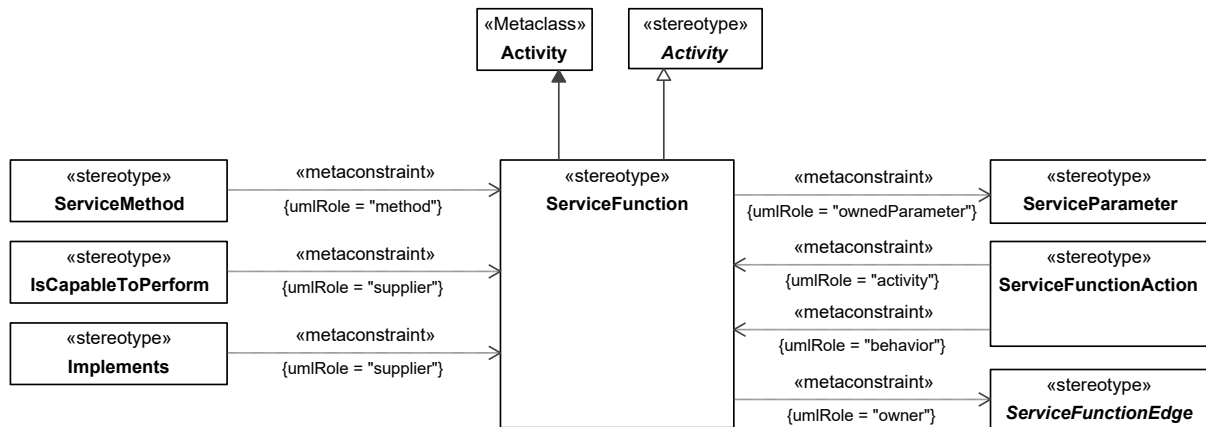 «Metaclass»
Activity
«stereotype»
Activity
«stereotype»
ServiceMethod
«metaconstraint»
{umlRole = "method"}
«stereotype»
IsCapableToPerform
«metaconstraint»
{umlRole = "supplier"}
«stereotype»
Implements
«metaconstraint»
{umlRole = "supplier"}
«stereotype»
ServiceFunction
«metaconstraint»
{umlRole = "ownedParameter"}
«stereotype»
ServiceParameter
«metaconstraint»
{umlRole = "activity"}
«stereotype»
ServiceFunctionAction
«metaconstraint»
{umlRole = "behavior"}
«metaconstraint»
{umlRole = "owner"}
«stereotype»
ServiceFunctionEdge